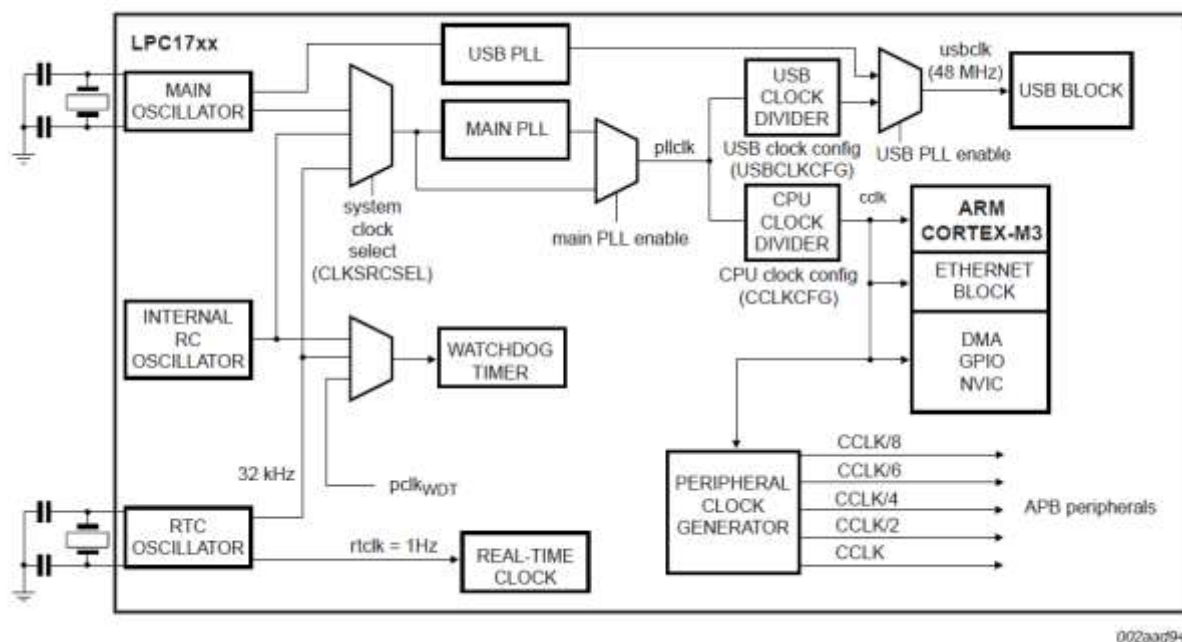 LPC17xx
MAIN
OSCILLATOR
USB PLL
MAIN PLL
system
clock
select
(CLKSRCSEL)
main PLL enable
pllclk
USB
CLOCK
DIVIDER
USB clock config
(USBCLKCFG)
usbclk
(48 MHz)
USB BLOCK
USB PLL enable
CPU
CLOCK
DIVIDER
CPU clock config
(CCLKCFG)
cclk
ARM
CORTEX-M3
ETHERNET
BLOCK
DMA
GPIO
NVIC
INTERNAL
RC
OSCILLATOR
WATCHDOG
TIMER
32 kHz
pclkWDT
RTC
OSCILLATOR
rtclk = 1Hz
REAL-TIME
CLOCK
PERIPHERAL
CLOCK
GENERATOR
CCLK/8
CCLK/6
CCLK/4
CCLK/2
CCLK
APB peripherals